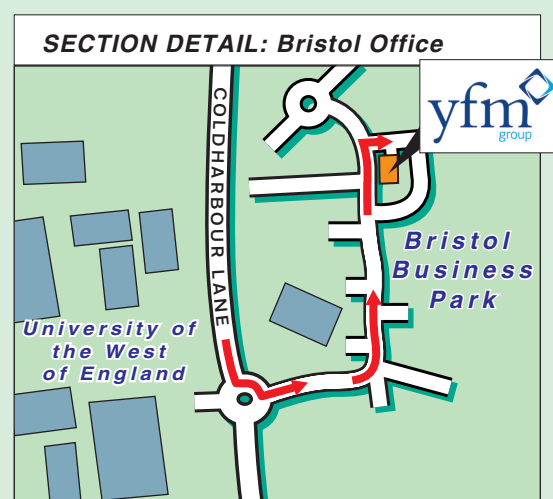 SECTION DETAIL: Bristol Office
yfm
group
COLDHARBOUR LANE
Bristol
Business
Park
University of
the West
of England